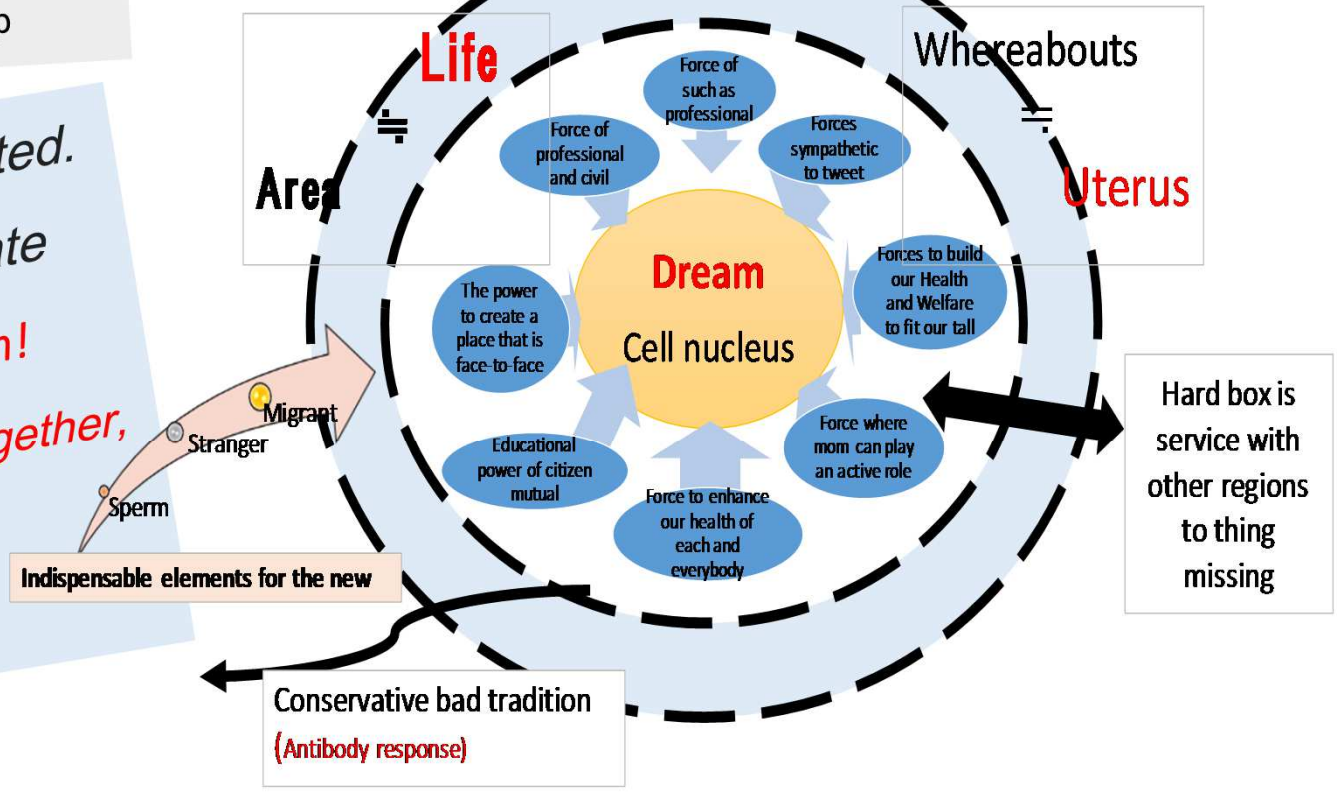 ted.
gether,
Life
≒
Area
Whereabouts
≒
Uterus
Force of
such as
professional
Force of
professional
and civil
Forces
sympathetic
to tweet
The power
to create a
place that is
face-to-face
Dream
Cell nucleus
Forces to build
our Health
and Welfare
to fit our tall
Educational
power of citizen
mutual
Force to enhance
our health of
each and
everybody
Force where
mom can play
an active role
Migrant
Stranger
Sperm
Indispensable elements for the new
Hard box is
service with
other regions
to thing
missing
Conservative bad tradition
(Antibody response)